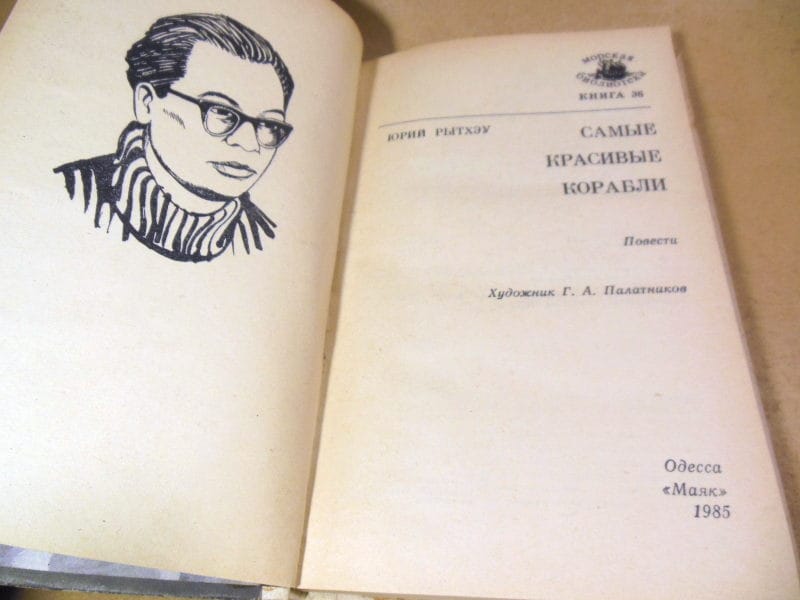 МОРСКАЯ
БИБЛИОТЕКА
КНИГА 36
ЮРИЙ РЫТХЭУ
САМЫЕ
КРАСИВЫЕ
КОРАБЛИ
Повести
Художник Г. А. Палатников
Одесса
«Маяк»
1985